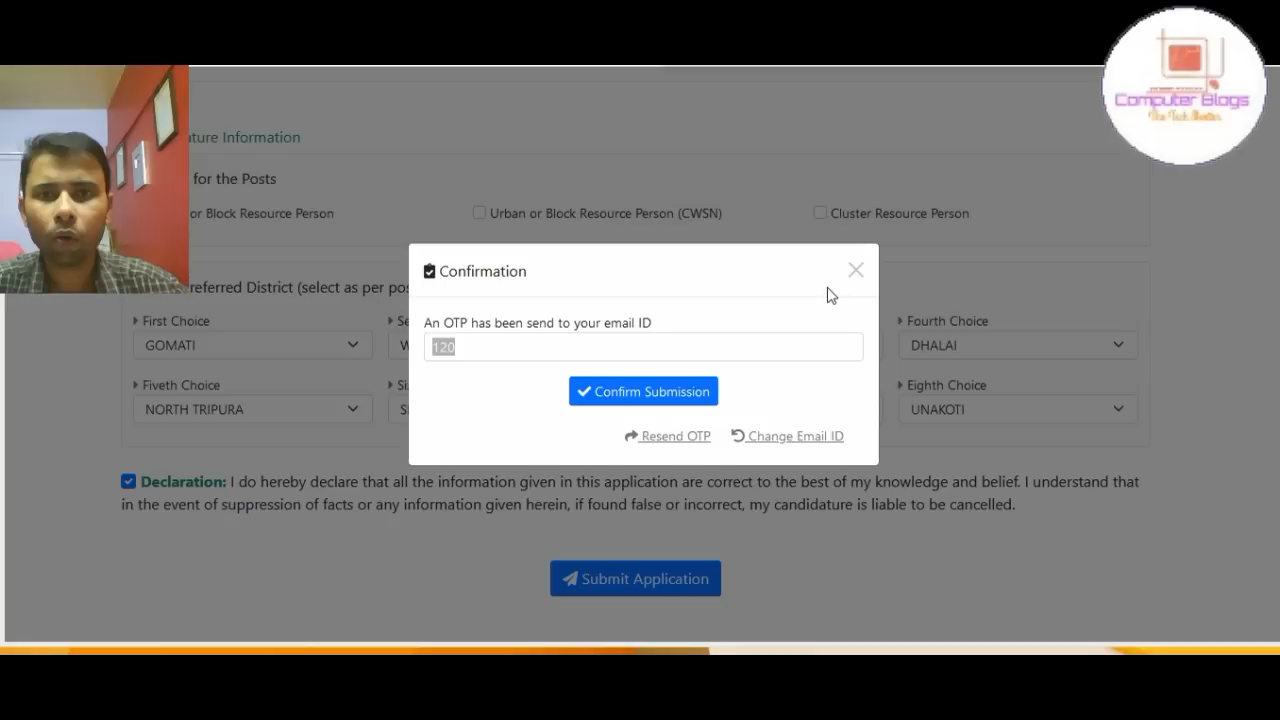 Computer Blogs
The Tech Mentor
ature Information
for the Posts
or Block Resource Person
Urban or Block Resource Person (CWSN)
Cluster Resource Person
Confirmation
referred District (select as per pos
An OTP has been send to your email ID
First Choice
Se
Fourth Choice
GOMATI
W
120
DHALAI
Fiveth Choice
Si
Confirm Submission
Eighth Choice
NORTH TRIPURA
S
UNAKOTI
Resend OTP
Change Email ID
Declaration: I do hereby declare that all the information given in this application are correct to the best of my knowledge and belief. I understand that
in the event of suppression of facts or any information given herein, if found false or incorrect, my candidature is liable to be cancelled.
Submit Application